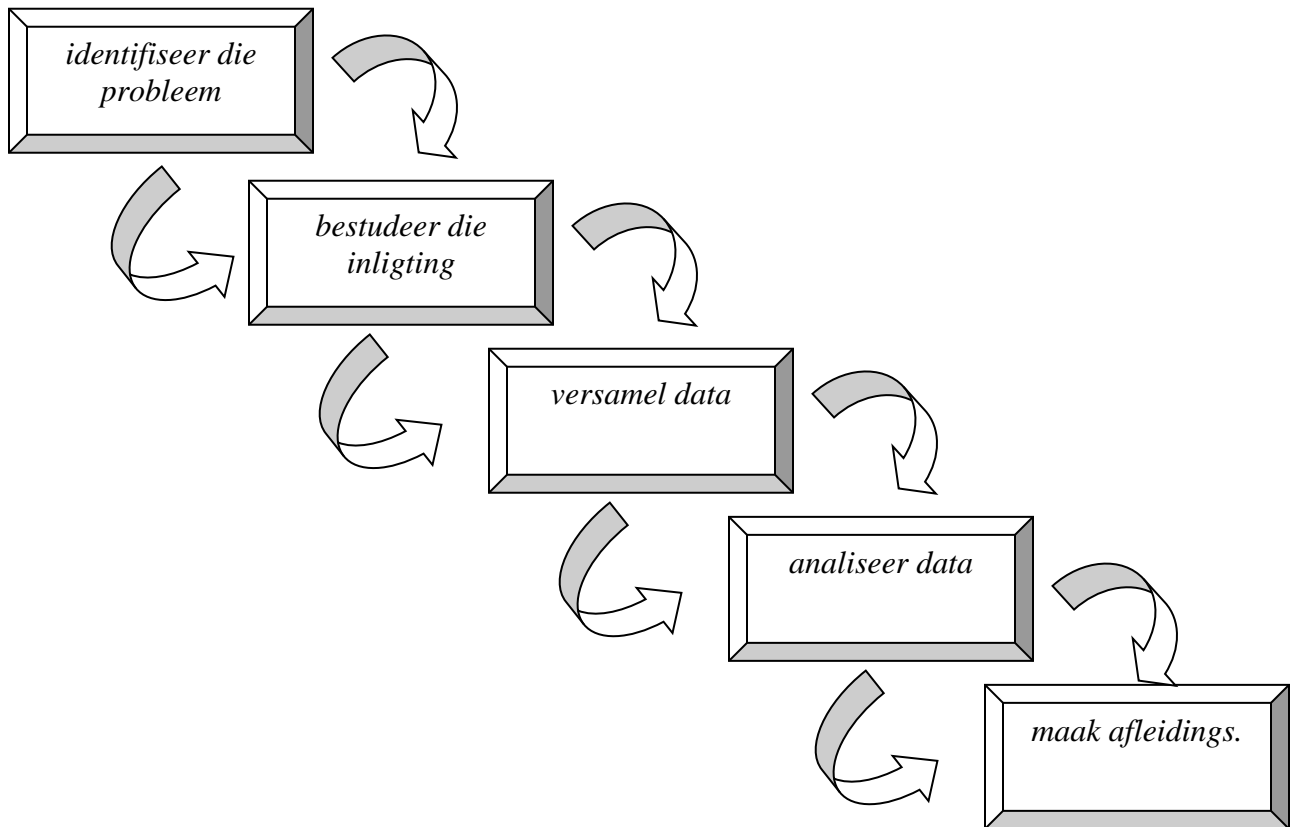 identifiseer die
probleem
bestudeer die
inligting
versamel data
analiseer data
maak afleidings.